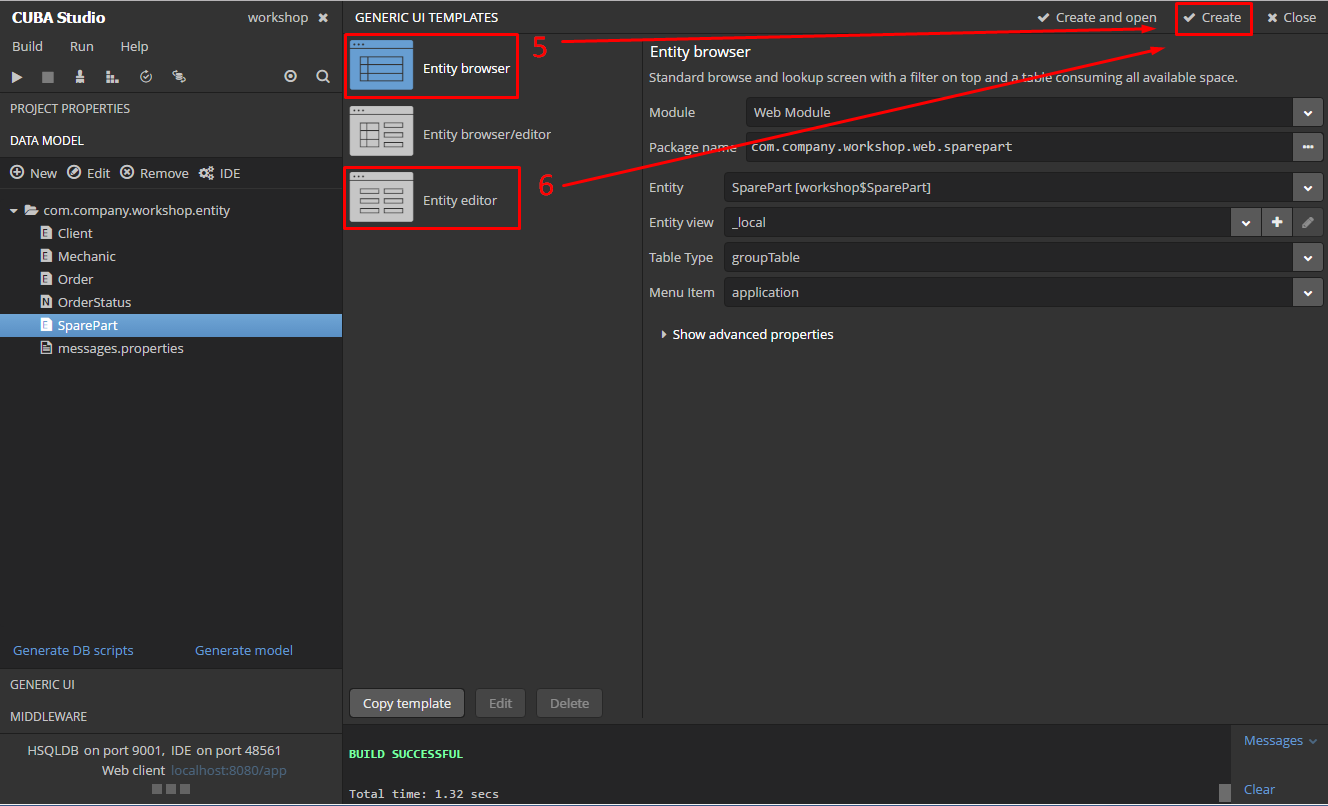 CUBA Studio
workshop
Build Run Help
PROJECT PROPERTIES
DATA MODEL
New Edit Remove IDE
com.company.workshop.entity
E Client
E Mechanic
E Order
N OrderStatus
E SparePart
messages.properties
Generate DB scripts Generate model
GENERIC UI
MIDDLEWARE
HSQLDB on port 9001, IDE on port 48561
Web client localhost:8080/app
GENERIC UI TEMPLATES
Create and open Create Close
Entity browser
5
Entity browser/editor
Entity editor
6
Copy template Edit Delete
Entity browser
Standard browse and lookup screen with a filter on top and a table consuming all available space.
Module Web Module
Package name com.company.workshop.web.sparepart
Entity SparePart [workshop$SparePart]
Entity view _local
Table Type groupTable
Menu Item application
Show advanced properties
BUILD SUCCESSFUL
Total time: 1.32 secs
Messages
Clear